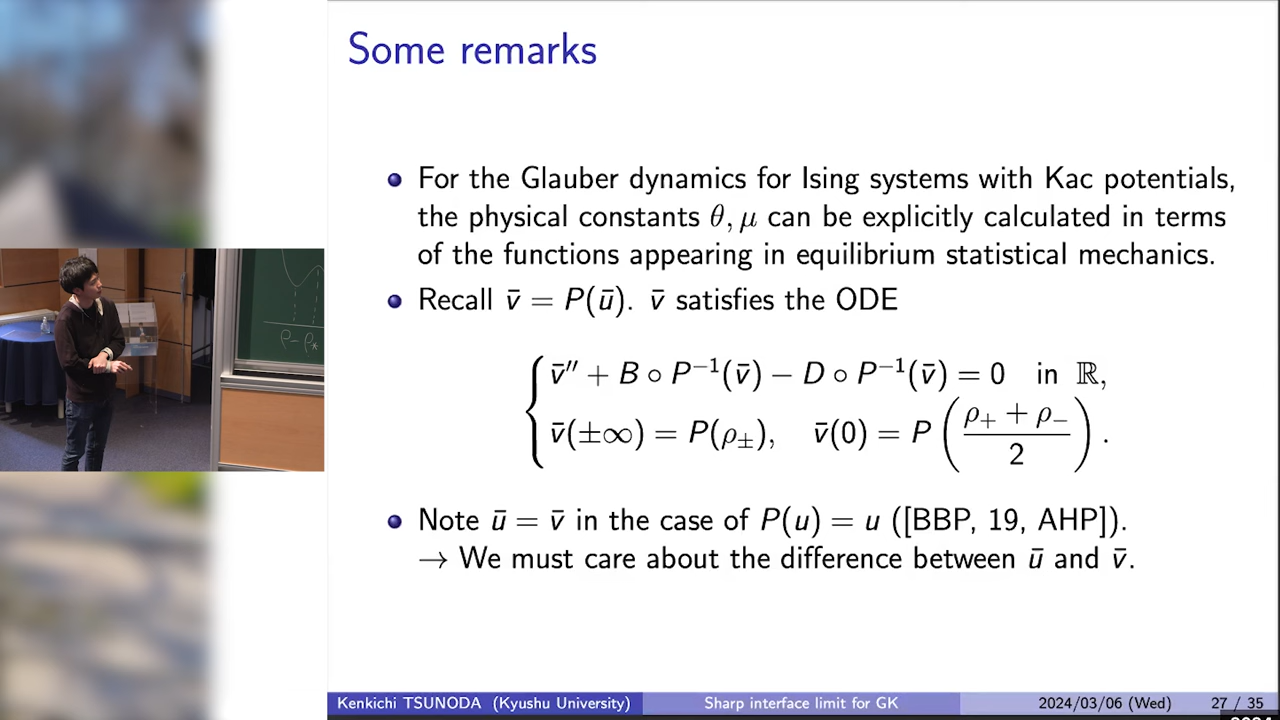 Some remarks
For the Glauber dynamics for Ising systems with Kac potentials,
the physical constants θ, μ can be explicitly calculated in terms
of the functions appearing in equilibrium statistical mechanics.
Recall v̄ = P(ū). v̄ satisfies the ODE
v̄″ + B ∘ P⁻¹(v̄) − D ∘ P⁻¹(v̄) = 0 in ℝ,
v̄(±∞) = P(ρ±), v̄(0) = P((ρ₊ + ρ₋)/2).
Note ū = v̄ in the case of P(u) = u ([BBP, 19, AHP]).
→ We must care about the difference between ū and v̄.
ρ₋ ρ*
Kenkichi TSUNODA (Kyushu University) Sharp interface limit for GK 2024/03/06 (Wed) 27 / 35